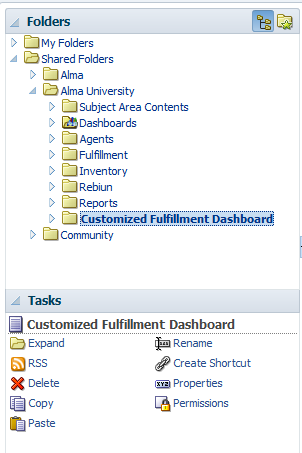 Folders
My Folders
Shared Folders
Alma
Alma University
Subject Area Contents
Dashboards
Agents
Fulfillment
Inventory
Rebiun
Reports
Customized Fulfillment Dashboard
Community
Tasks
Customized Fulfillment Dashboard
Expand Rename
RSS Create Shortcut
Delete Properties
Copy Permissions
Paste